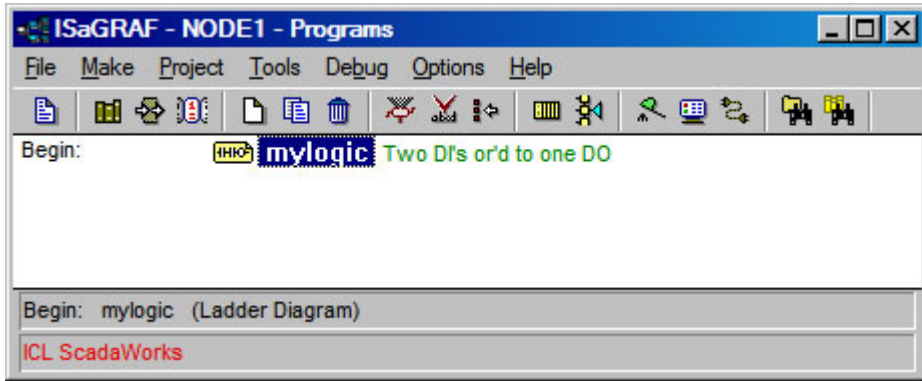 ISaGRAF - NODE1 - Programs
File Make Project Tools Debug Options Help
Begin: mylogic Two DI's or'd to one DO
Begin: mylogic (Ladder Diagram)
ICL ScadaWorks